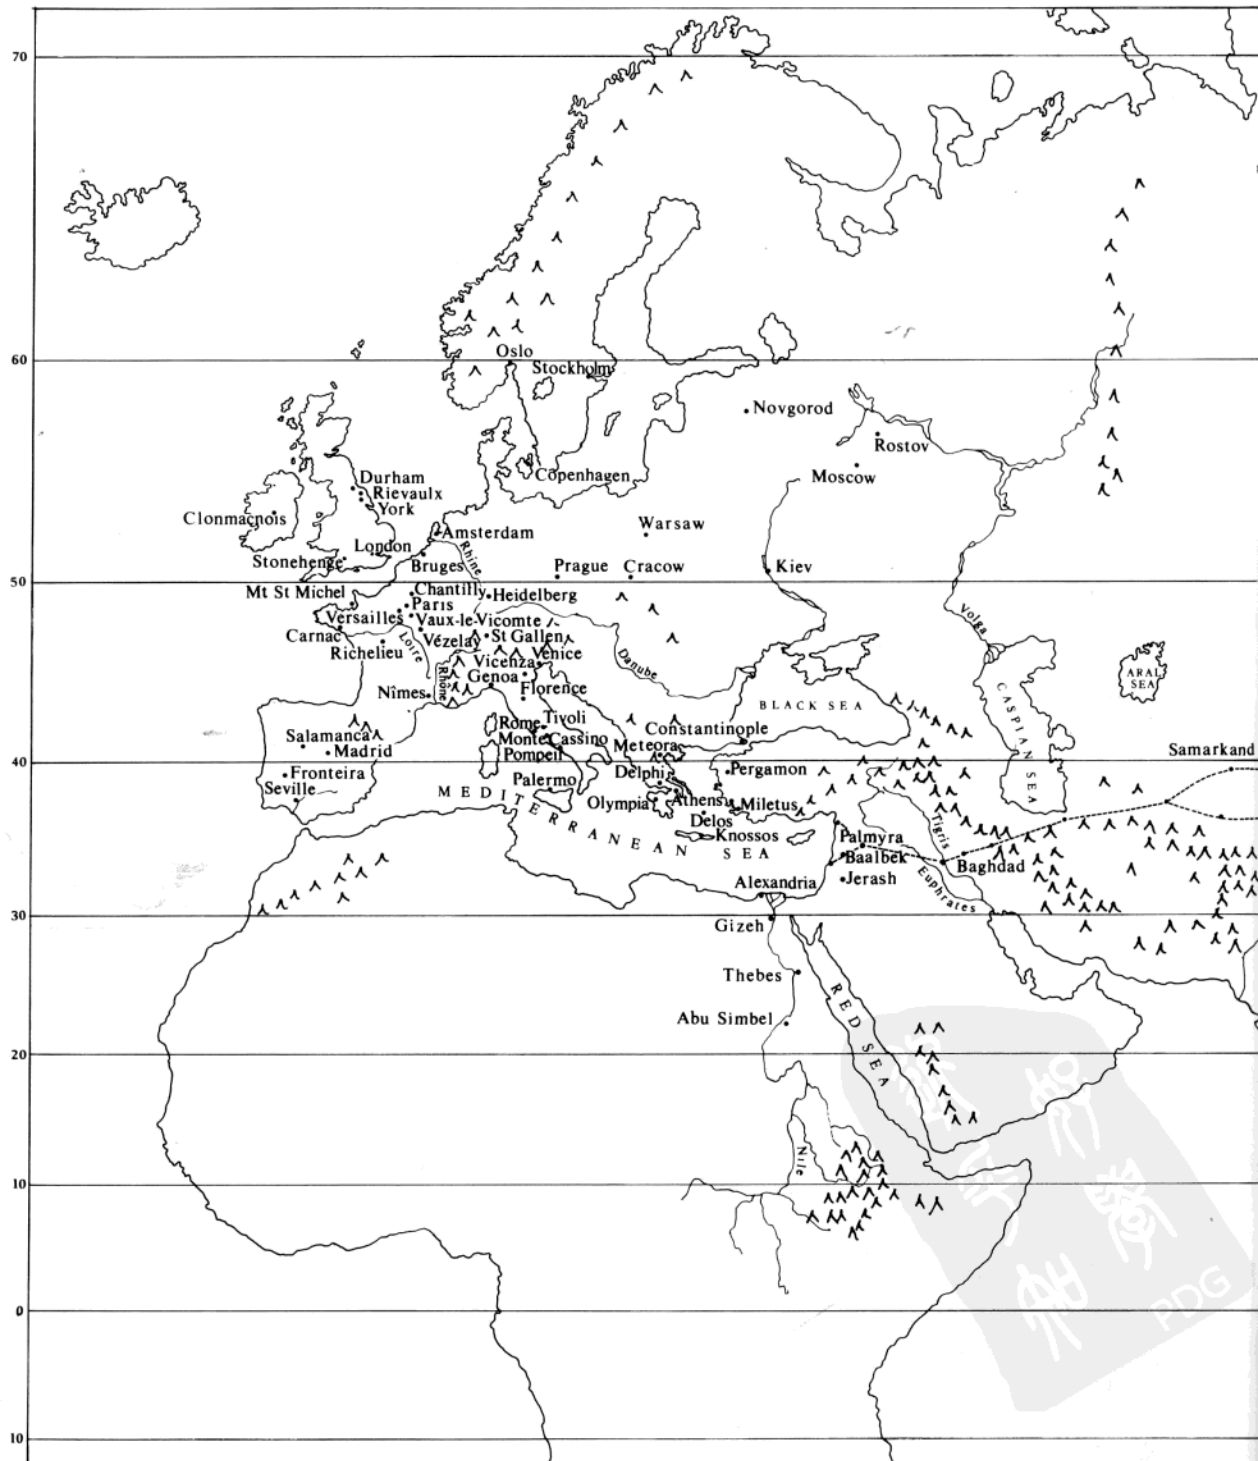 70
60
Oslo
Stockholm
Novgorod
Rostov
Moscow
Copenhagen
Durham
Rievaulx
York
Clonmacnois
Warsaw
Amsterdam
London
Stonehenge
Rhine
Bruges
Prague
Cracow
Kiev
50
Mt St Michel
Chantilly
Heidelberg
Paris
Versailles
Vaux-le-Vicomte
Volga
Carnac
Vézelay
St Gallen
Richelieu
Loire
Venice
Vicenza
Danube
ARAL
SEA
Genoa
Rhône
Nîmes
Florence
CASPIAN SEA
BLACK SEA
Rome
Tivoli
Constantinople
Salamanca
Monte Cassino
Meteora
Madrid
Pompeii
Samarkand
40
Fronteira
Delphi
Pergamon
Seville
Palermo
MEDITERRANEAN SEA
Olympia
Athens
Miletus
Delos
Tigris
Knossos
Palmyra
Baalbek
Baghdad
Jerash
Euphrates
Alexandria
30
Gizeh
Thebes
RED SEA
Abu Simbel
20
Nile
10
0
PDG
10